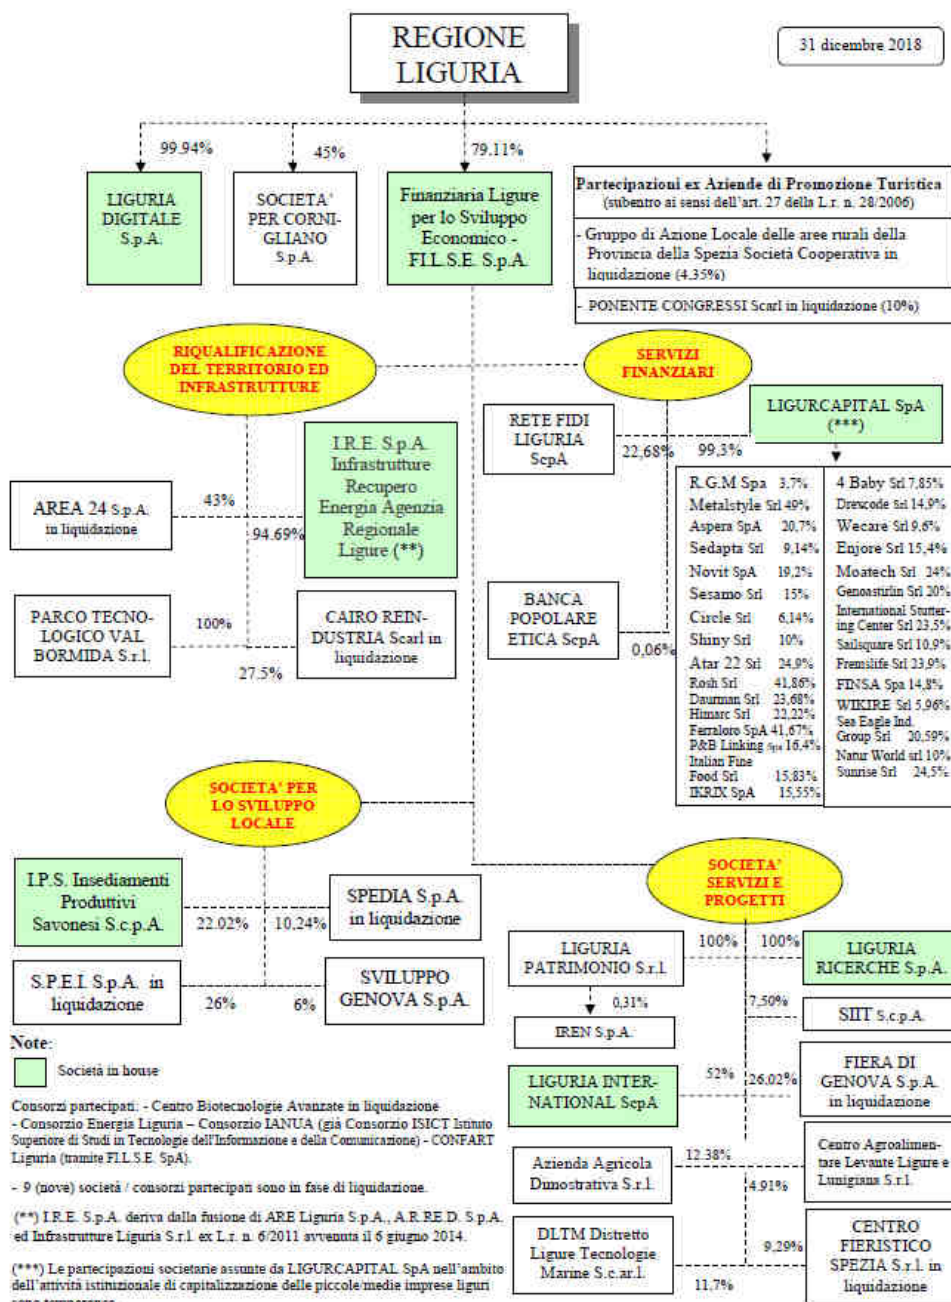 REGIONE
LIGURIA
31 dicembre 2018
99.94%
45%
79.11%
LIGURIA
DIGITALE
S.p.A.
SOCIETA'
PER CORNI-
GLIANO
S.p.A.
Finanziaria Ligure
per lo Sviluppo
Economico -
FI.L.S.E. S.p.A.
Partecipazioni ex Aziende di Promozione Turistica
(subentro ai sensi dell'art. 27 della L.r. n. 28/2006)
- Gruppo di Azione Locale delle aree rurali della
Provincia della Spezia Società Cooperativa in
liquidazione (4,35%)
- PONENTE CONGRESSI Scarl in liquidazione (10%)
RIQUALIFICAZIONE
DEL TERRITORIO ED
INFRASTRUTTURE
SERVIZI
FINANZIARI
RETE FIDI
LIGURIA
ScpA
22,68%
99,3%
LIGURCAPITAL SpA
(***)
AREA 24 S.p.A.
in liquidazione
43%
94.69%
I.R.E. S.p.A.
Infrastrutture
Recupero
Energia Agenzia
Regionale
Ligure (**)
PARCO TECNO-
LOGICO VAL
BORMIDA S.r.l.
100%
27.5%
CAIRO REIN-
DUSTRIA Scarl in
liquidazione
BANCA
POPOLARE
ETICA ScpA
0,06%
R.G.M Spa 3,7%
Metalstyle Srl 49%
Aspera SpA 20,7%
Sedapta Srl 9,14%
Novit SpA 19,2%
Sesamo Srl 15%
Circle Srl 6,14%
Shiny Srl 10%
Atar 22 Srl 24,9%
Rosh Srl 41,86%
Daurman Srl 23,68%
Himarc Srl 22,22%
Ferraloro SpA 41,67%
P&B Linking Spa 16,4%
Italian Fine
Food Srl 15,83%
IKRIX SpA 15,55%
4 Baby Srl 7,85%
Drexcode Srl 14,9%
Wecare Srl 9,6%
Enjore Srl 15,4%
Moatech Srl 24%
Genoastirlin Srl 20%
International Stutter-
ing Center Srl 23,5%
Sailsquare Srl 10,9%
Fremslife Srl 23,9%
FINSA Spa 14,8%
WIKIRE Srl 5,96%
Sea Eagle Ind.
Group Srl 20,59%
Natur World srl 10%
Sunrise Srl 24,5%
SOCIETA' PER
LO SVILUPPO
LOCALE
I.P.S. Insediamenti
Produttivi
Savonesi S.c.p.A.
22.02%
10,24%
SPEDIA S.p.A.
in liquidazione
S.P.E.I. S.p.A. in
liquidazione
26%
6%
SVILUPPO
GENOVA S.p.A.
SOCIETA'
SERVIZI E
PROGETTI
LIGURIA
PATRIMONIO S.r.l
100%
100%
LIGURIA
RICERCHE S.p.A.
0,31%
IREN S.p.A.
7,50%
SIIT S.c.p.A.
LIGURIA INTER-
NATIONAL ScpA
52%
26,02%
FIERA DI
GENOVA S.p.A.
in liquidazione
Azienda Agricola
Dimostrativa S.r.l.
12.38%
4.91%
Centro Agroalimen-
tare Levante Ligure e
Lunigiana S.r.l.
DLTM Distretto
Ligure Tecnologie
Marine S.c.ar.l.
11,7%
9,29%
CENTRO
FIERISTICO
SPEZIA S.r.l. in
liquidazione
Note:
Società in house
Consorzi partecipati: - Centro Biotecnologie Avanzate in liquidazione
- Consorzio Energia Liguria – Consorzio IANUA (già Consorzio ISICT Istituto
Superiore di Studi in Tecnologie dell'Informazione e della Comunicazione) - CONFART
Liguria (tramite FI.L.S.E. SpA).
- 9 (nove) società / consorzi partecipati sono in fase di liquidazione.
(**) I.R.E. S.p.A. deriva dalla fusione di ARE Liguria S.p.A., A.R.RE.D. S.p.A.
ed Infrastrutture Liguria S.r.l. ex L.r. n. 6/2011 avvenuta il 6 giugno 2014.
(***) Le partecipazioni societarie assunte da LIGURCAPITAL SpA nell'ambito
dell'attività istituzionale di capitalizzazione delle piccole/medie imprese liguri